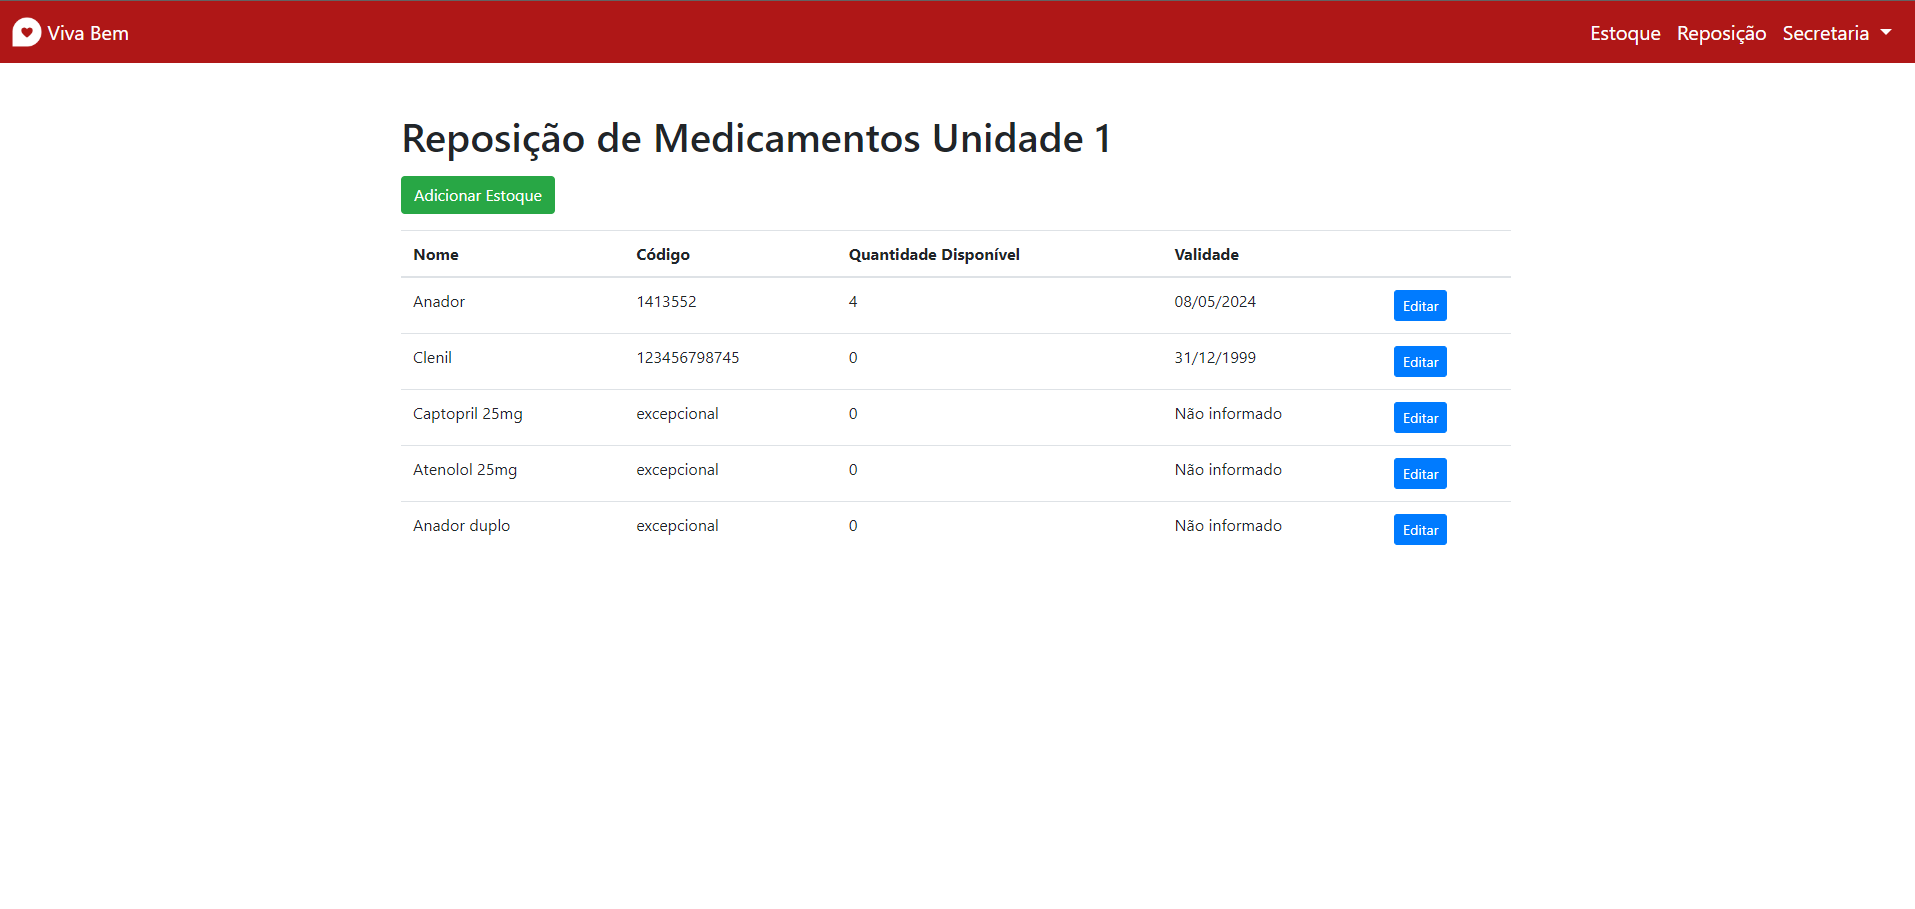 Viva Bem Estoque Reposição Secretaria
Reposição de Medicamentos Unidade 1
Adicionar Estoque
Nome Código Quantidade Disponível Validade
Anador 1413552 4 08/05/2024 Editar
Clenil 123456798745 0 31/12/1999 Editar
Captopril 25mg excepcional 0 Não informado Editar
Atenolol 25mg excepcional 0 Não informado Editar
Anador duplo excepcional 0 Não informado Editar